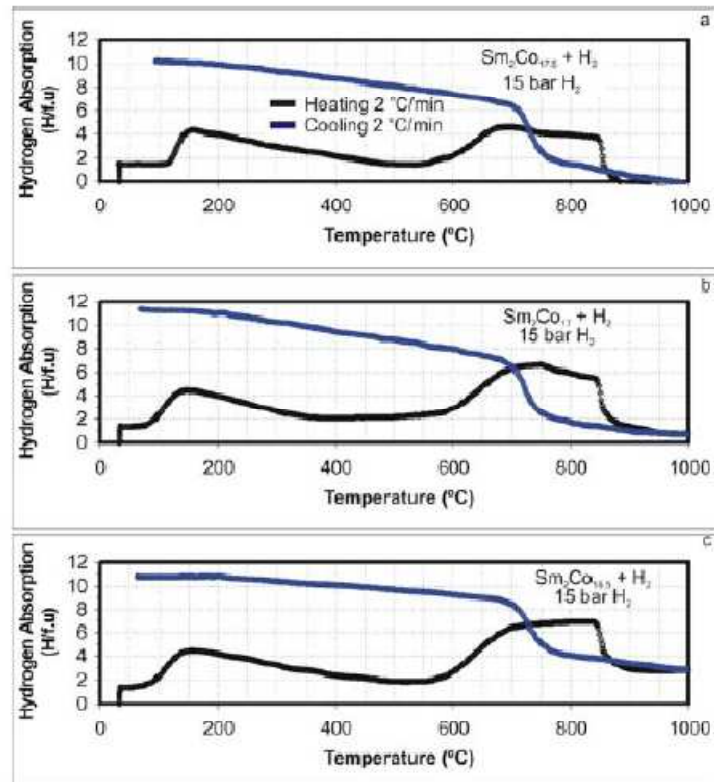 a
Hydrogen Absorption
(H/f.u)
12
10
8
6
4
2
0
Sm₂Co₁₇.₅ + H₂
15 bar H₂
Heating 2 °C/min
Cooling 2 °C/min
0 200 400 600 800 1000
Temperature (ºC)
b
Hydrogen Absorption
(H/f.u)
12
10
8
6
4
2
0
Sm₂Co₁₇ + H₂
15 bar H₂
0 200 400 600 800 1000
Temperature (ºC)
c
Hydrogen Absorption
(H/f.u)
12
10
8
6
4
2
0
Sm₂Co₁₆.₅ + H₂
15 bar H₂
0 200 400 600 800 1000
Temperature (ºC)